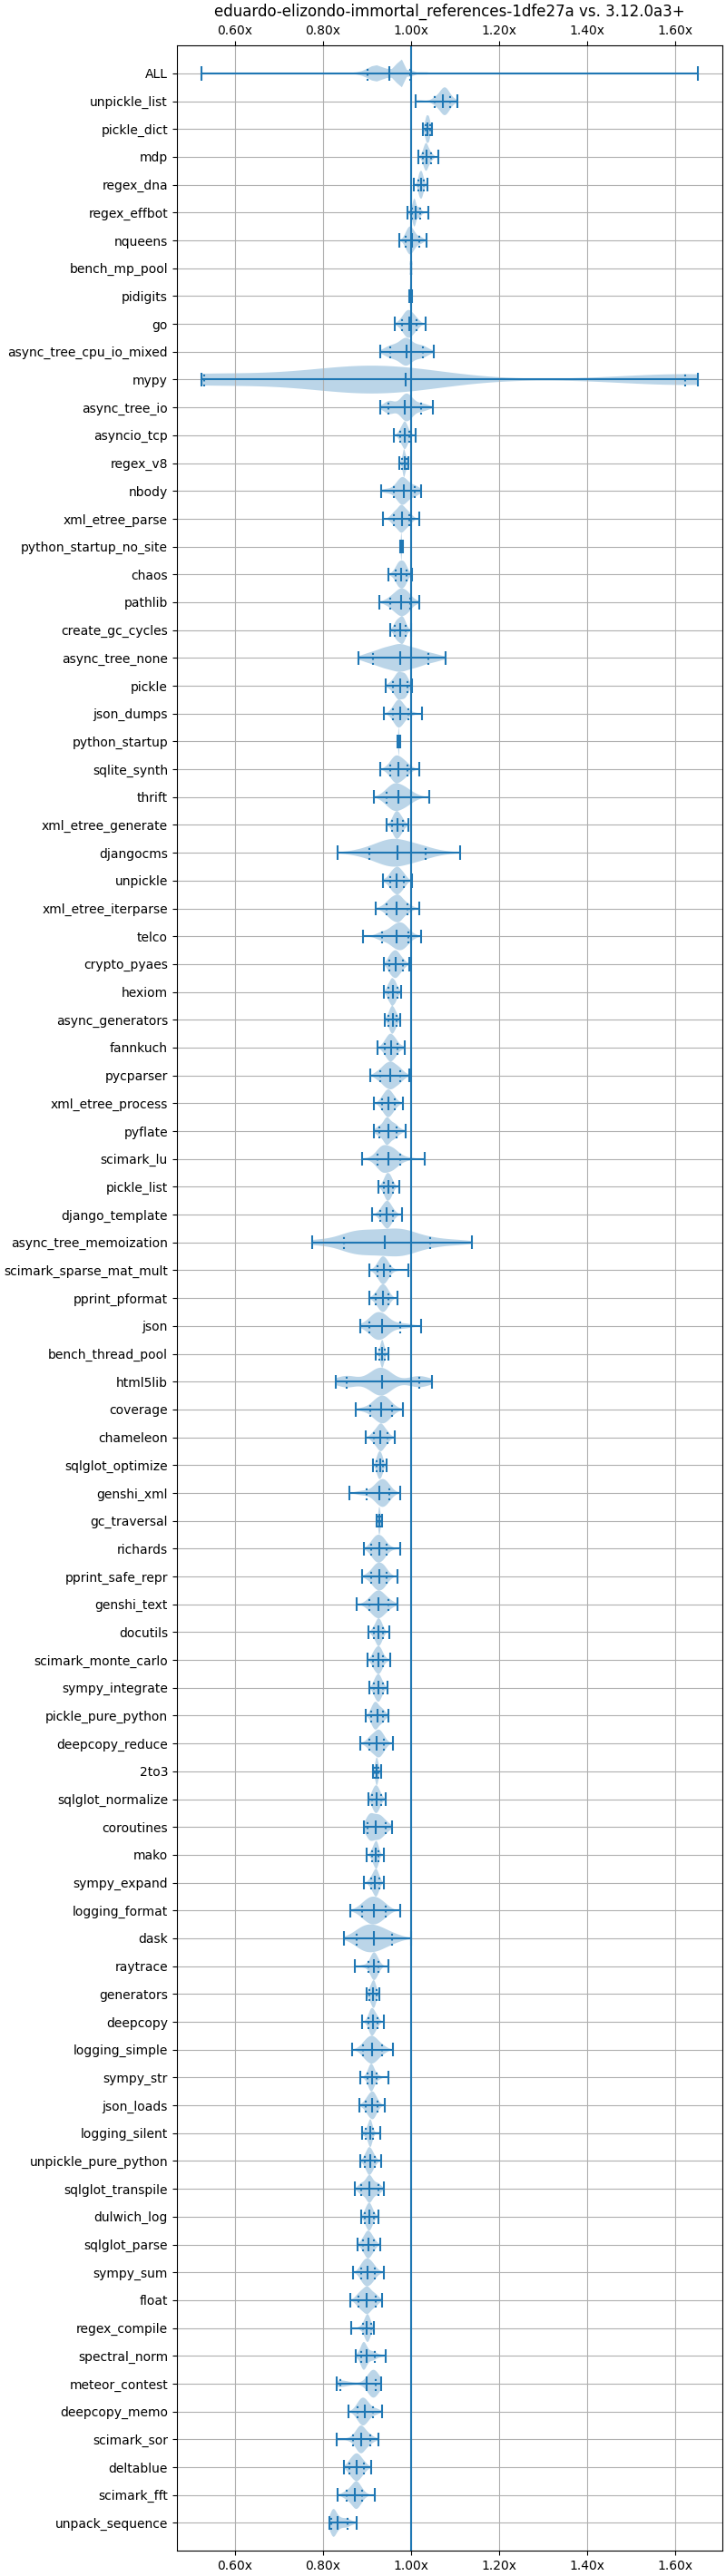 eduardo-elizondo-immortal_references-1dfe27a vs. 3.12.0a3+
0.60x 0.80x 1.00x 1.20x 1.40x 1.60x
ALL
unpickle_list
pickle_dict
mdp
regex_dna
regex_effbot
nqueens
bench_mp_pool
pidigits
go
async_tree_cpu_io_mixed
mypy
async_tree_io
asyncio_tcp
regex_v8
nbody
xml_etree_parse
python_startup_no_site
chaos
pathlib
create_gc_cycles
async_tree_none
pickle
json_dumps
python_startup
sqlite_synth
thrift
xml_etree_generate
djangocms
unpickle
xml_etree_iterparse
telco
crypto_pyaes
hexiom
async_generators
fannkuch
pycparser
xml_etree_process
pyflate
scimark_lu
pickle_list
django_template
async_tree_memoization
scimark_sparse_mat_mult
pprint_pformat
json
bench_thread_pool
html5lib
coverage
chameleon
sqlglot_optimize
genshi_xml
gc_traversal
richards
pprint_safe_repr
genshi_text
docutils
scimark_monte_carlo
sympy_integrate
pickle_pure_python
deepcopy_reduce
2to3
sqlglot_normalize
coroutines
mako
sympy_expand
logging_format
dask
raytrace
generators
deepcopy
logging_simple
sympy_str
json_loads
logging_silent
unpickle_pure_python
sqlglot_transpile
dulwich_log
sqlglot_parse
sympy_sum
float
regex_compile
spectral_norm
meteor_contest
deepcopy_memo
scimark_sor
deltablue
scimark_fft
unpack_sequence
0.60x 0.80x 1.00x 1.20x 1.40x 1.60x